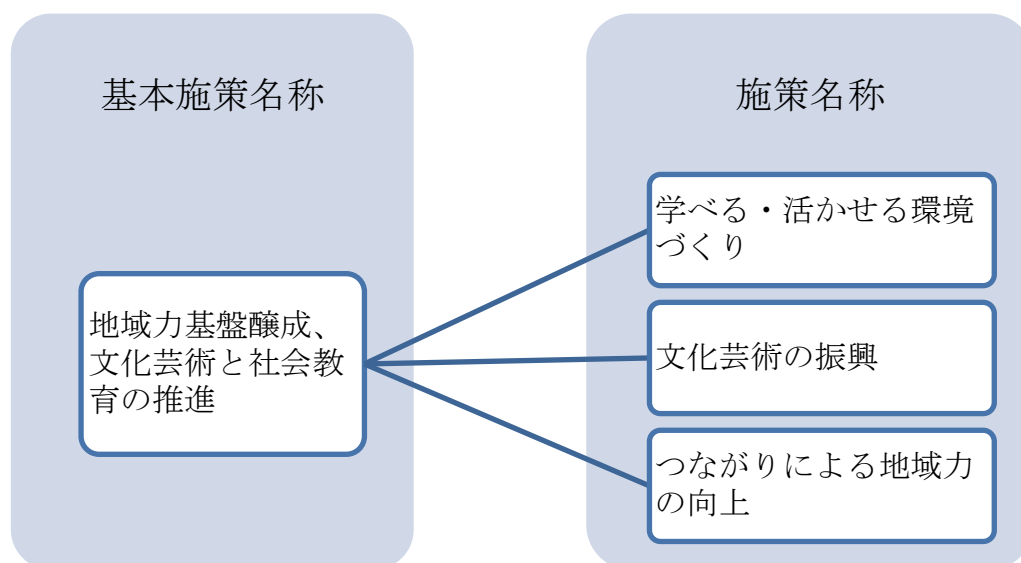 基本施策名称
地域力基盤醸成、
文化芸術と社会教
育の推進
施策名称
学べる・活かせる環境
づくり
文化芸術の振興
つながりによる地域力
の向上